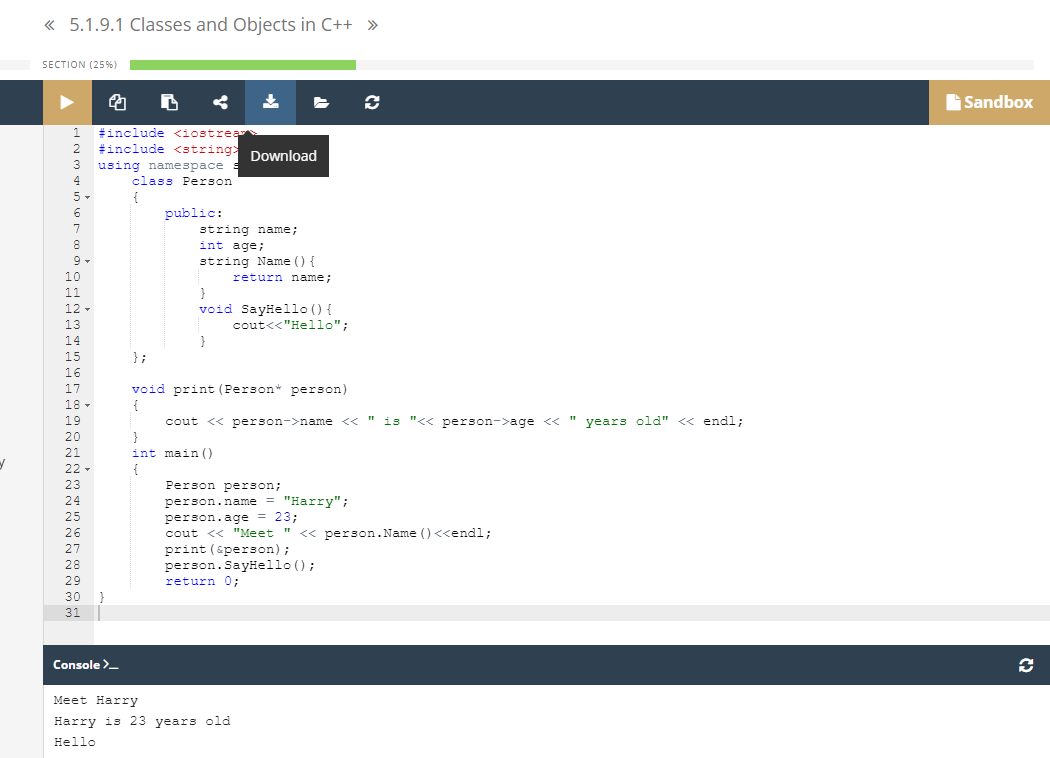 « 5.1.9.1 Classes and Objects in C++ »
SECTION (25%)
Sandbox
Download
1 #include <iostream>
2 #include <string>
3 using namespace s
4 class Person
5 {
6 public:
7 string name;
8 int age;
9 string Name(){
10 return name;
11 }
12 void SayHello(){
13 cout<<"Hello";
14 }
15 };
16
17 void print(Person* person)
18 {
19 cout << person->name << " is "<< person->age << " years old" << endl;
20 }
21 int main()
22 {
23 Person person;
24 person.name = "Harry";
25 person.age = 23;
26 cout << "Meet " << person.Name()<<endl;
27 print(&person);
28 person.SayHello();
29 return 0;
30 }
31
y
Console >_
Meet Harry
Harry is 23 years old
Hello